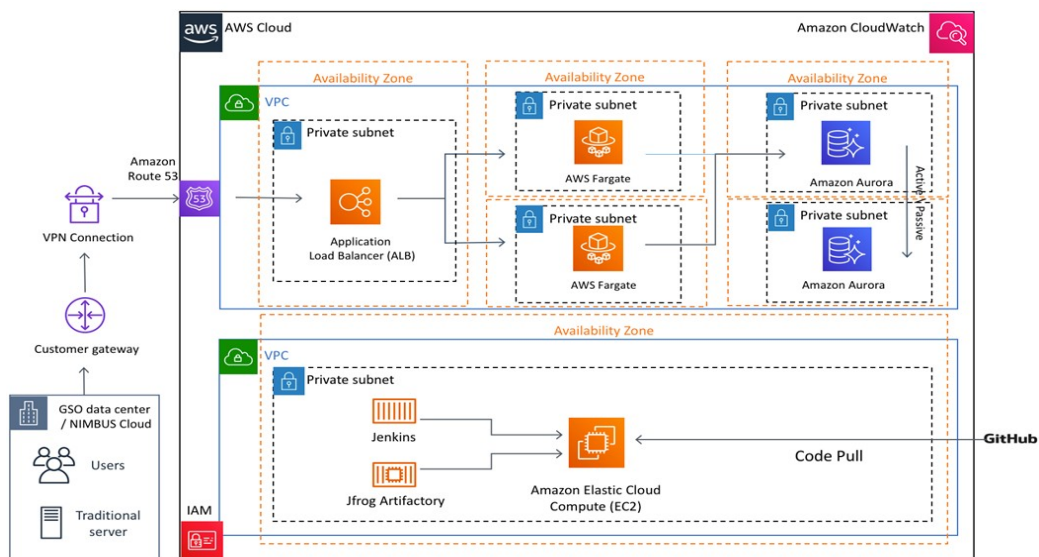 aws
AWS Cloud
Amazon CloudWatch
Availability Zone
Availability Zone
Availability Zone
VPC
Private subnet
Private subnet
Private subnet
Amazon
Route 53
53
AWS Fargate
Amazon Aurora
Active \ Passive
VPN Connection
Application
Load Balancer (ALB)
Private subnet
Private subnet
AWS Fargate
Amazon Aurora
Customer gateway
Availability Zone
VPC
Private subnet
GSO data center
/ NIMBUS Cloud
Users
Traditional
server
Jenkins
Jfrog Artifactory
Amazon Elastic Cloud
Compute (EC2)
Code Pull
GitHub
IAM